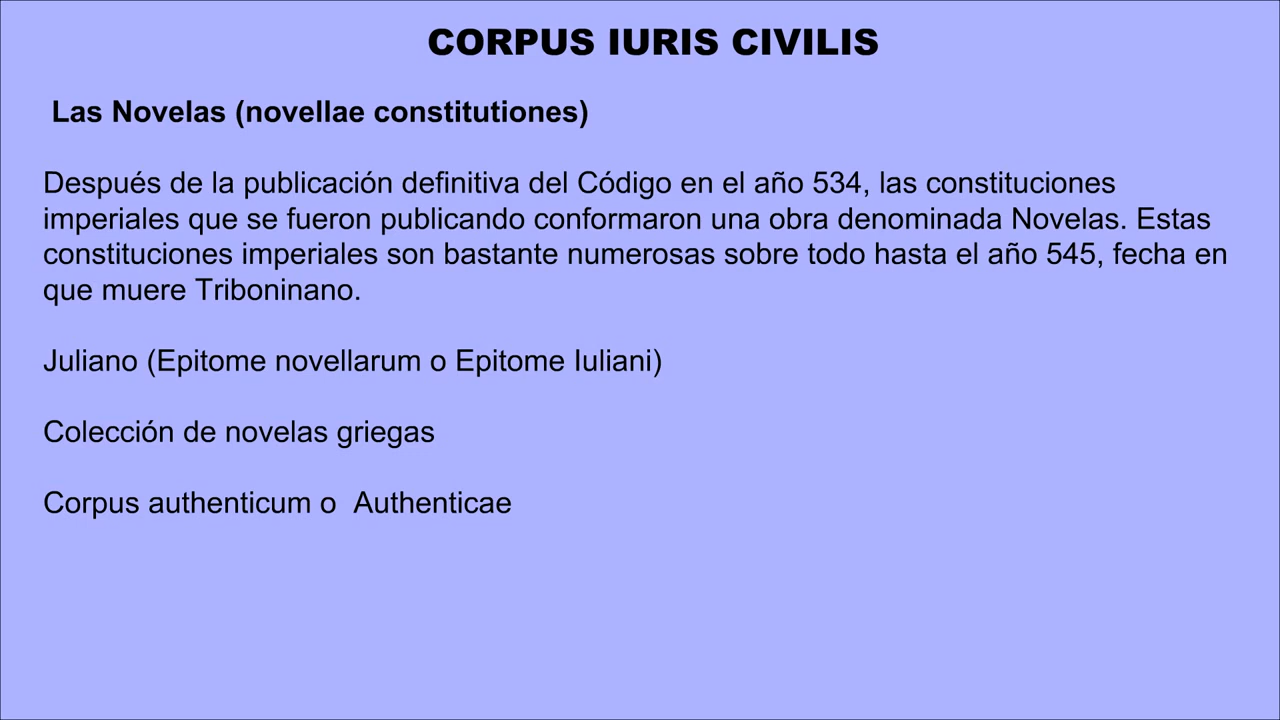 CORPUS IURIS CIVILIS
Las Novelas (novellae constitutiones)
Después de la publicación definitiva del Código en el año 534, las constituciones
imperiales que se fueron publicando conformaron una obra denominada Novelas. Estas
constituciones imperiales son bastante numerosas sobre todo hasta el año 545, fecha en
que muere Triboninano.
Juliano (Epitome novellarum o Epitome Iuliani)
Colección de novelas griegas
Corpus authenticum o  Authenticae